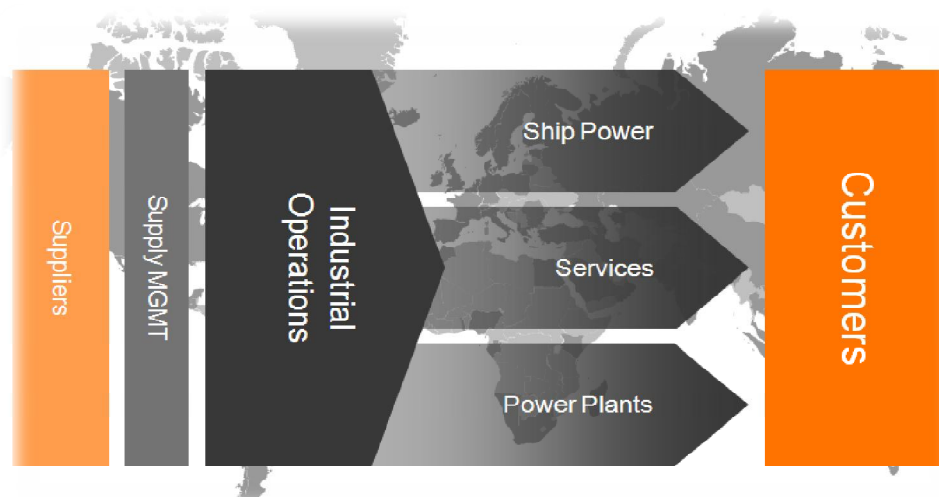 Suppliers
Supply MGMT
Industrial
Operations
Ship Power
Services
Power Plants
Customers